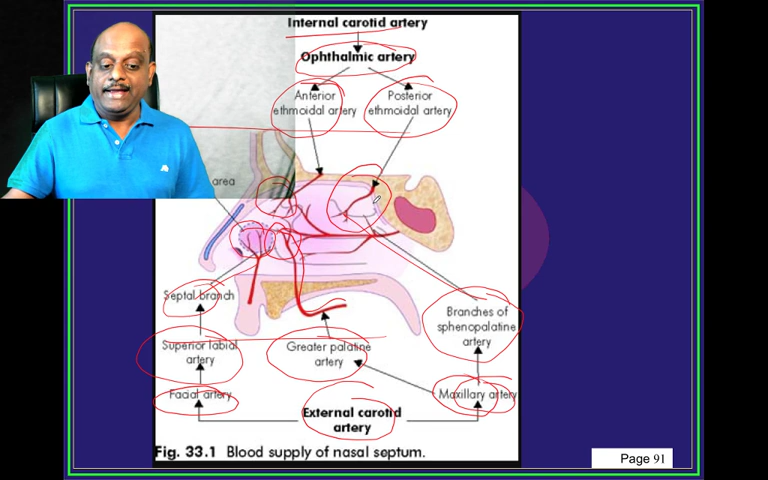 Internal carotid artery
Ophthalmic artery
Anterior
ethmoidal artery
Posterior
ethmoidal artery
area
Septal branch
Superior labial
artery
Facial artery
Greater palatine
artery
Branches of
sphenopalatine
artery
Maxillary artery
External carotid
artery
Fig. 33.1 Blood supply of nasal septum.
Page 91